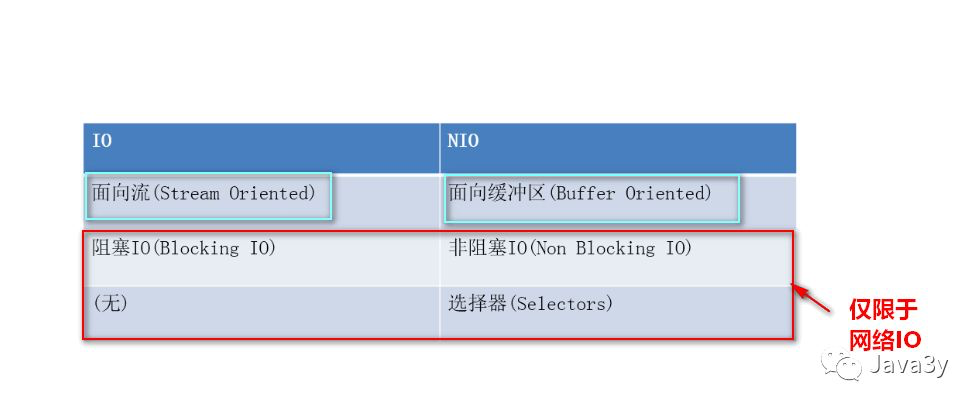 IO
NIO
面向流(Stream Oriented)
面向缓冲区(Buffer Oriented)
阻塞IO(Blocking IO)
非阻塞IO(Non Blocking IO)
(无)
选择器(Selectors)
仅限于
网络IO
Java3y